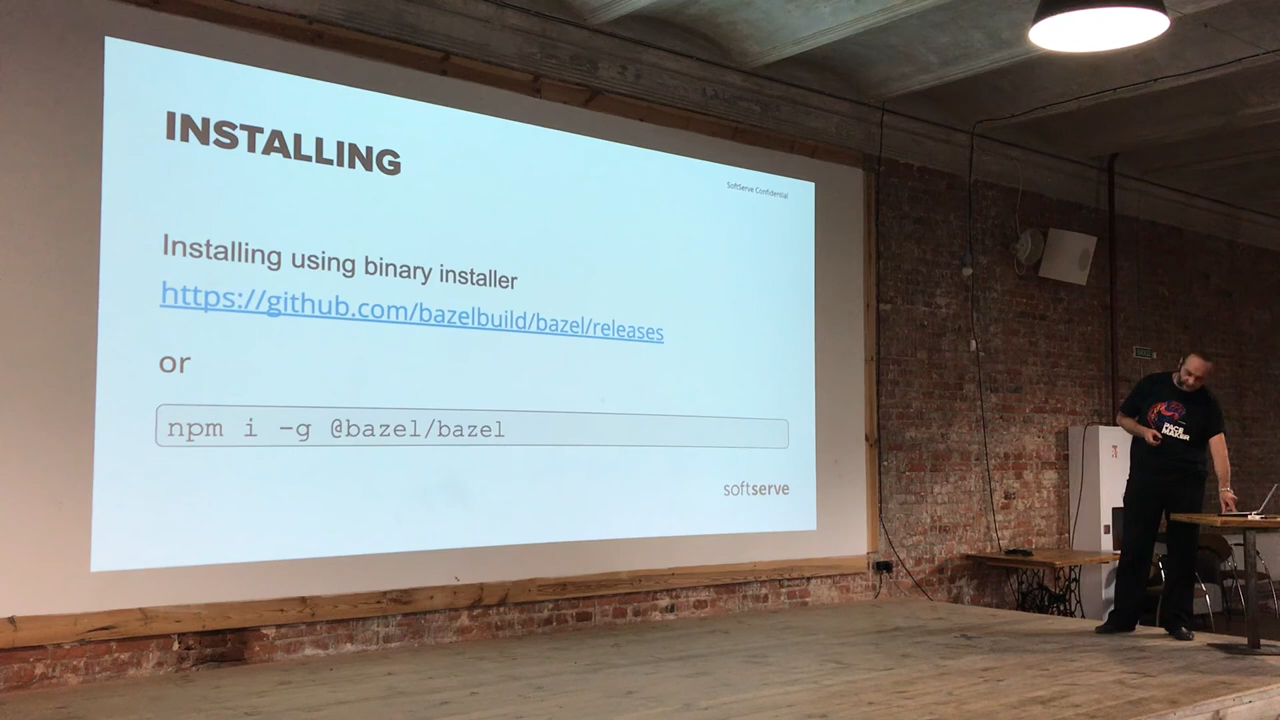 INSTALLING
SoftServe Confidential
Installing using binary installer
https://github.com/bazelbuild/bazel/releases
or
npm i -g @bazel/bazel
softserve
PACE
MAKER